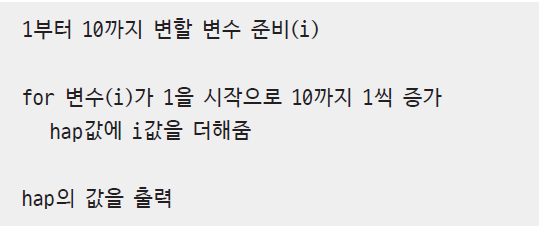 1부터 10까지 변할 변수 준비(i)
for 변수(i)가 1을 시작으로 10까지 1씩 증가
hap값에 i값을 더해줌
hap의 값을 출력